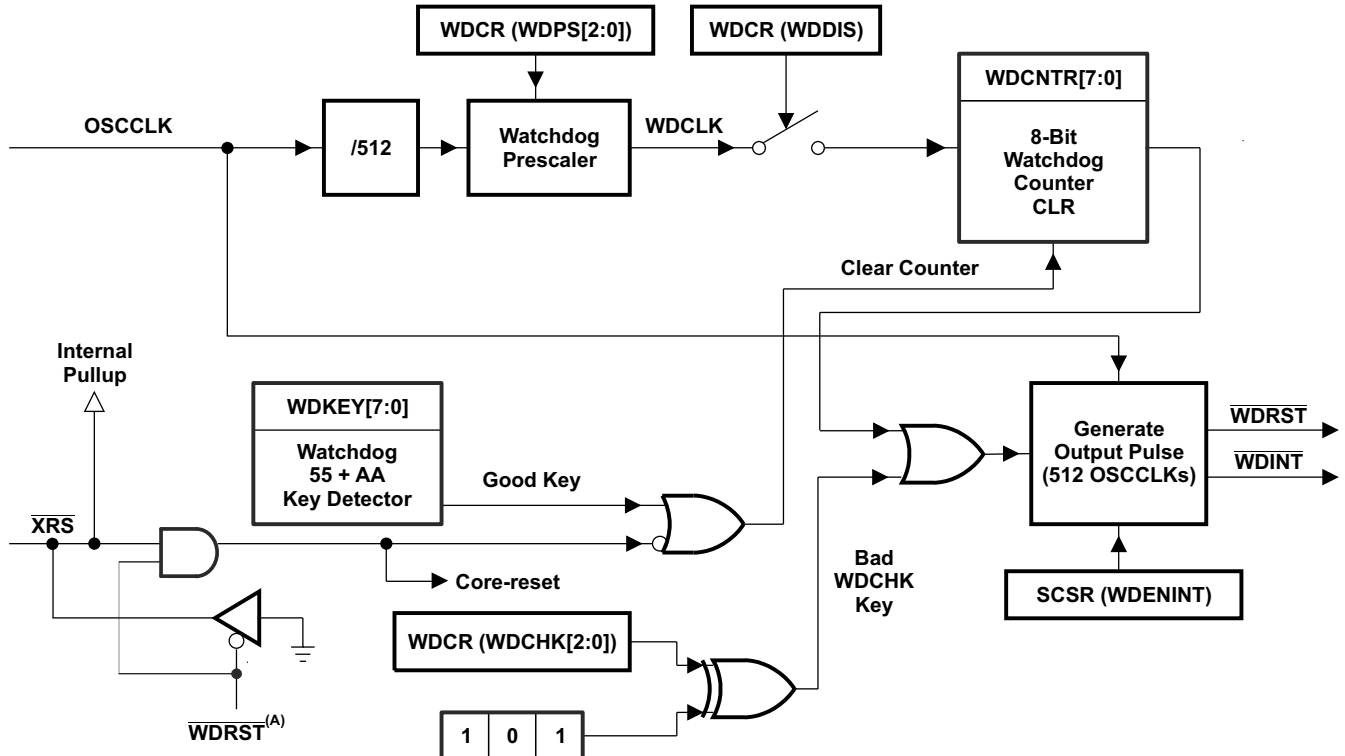 WDCR (WDPS[2:0])
WDCR (WDDIS)
WDCNTR[7:0]
OSCCLK
/512
Watchdog
Prescaler
WDCLK
8-Bit
Watchdog
Counter
CLR
Clear Counter
Internal
Pullup
WDKEY[7:0]
Watchdog
55 + AA
Key Detector
Good Key
Generate
Output Pulse
(512 OSCCLKs)
WDRST
WDINT
XRS
Core-reset
Bad
WDCHK
Key
SCSR (WDENINT)
WDCR (WDCHK[2:0])
WDRST(A)
1 0 1